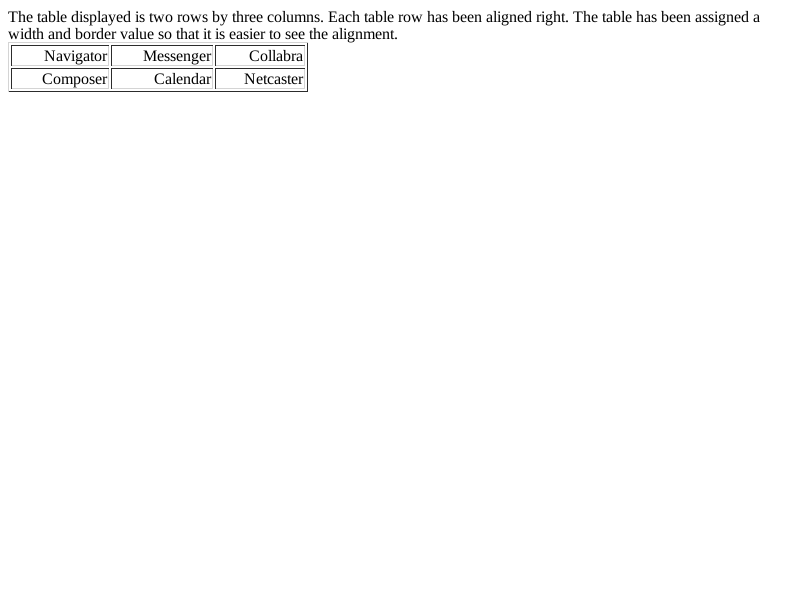 The table displayed is two rows by three columns. Each table row has been aligned right. The table has been assigned a
width and border value so that it is easier to see the alignment.
Navigator Messenger Collabra
Composer Calendar Netcaster